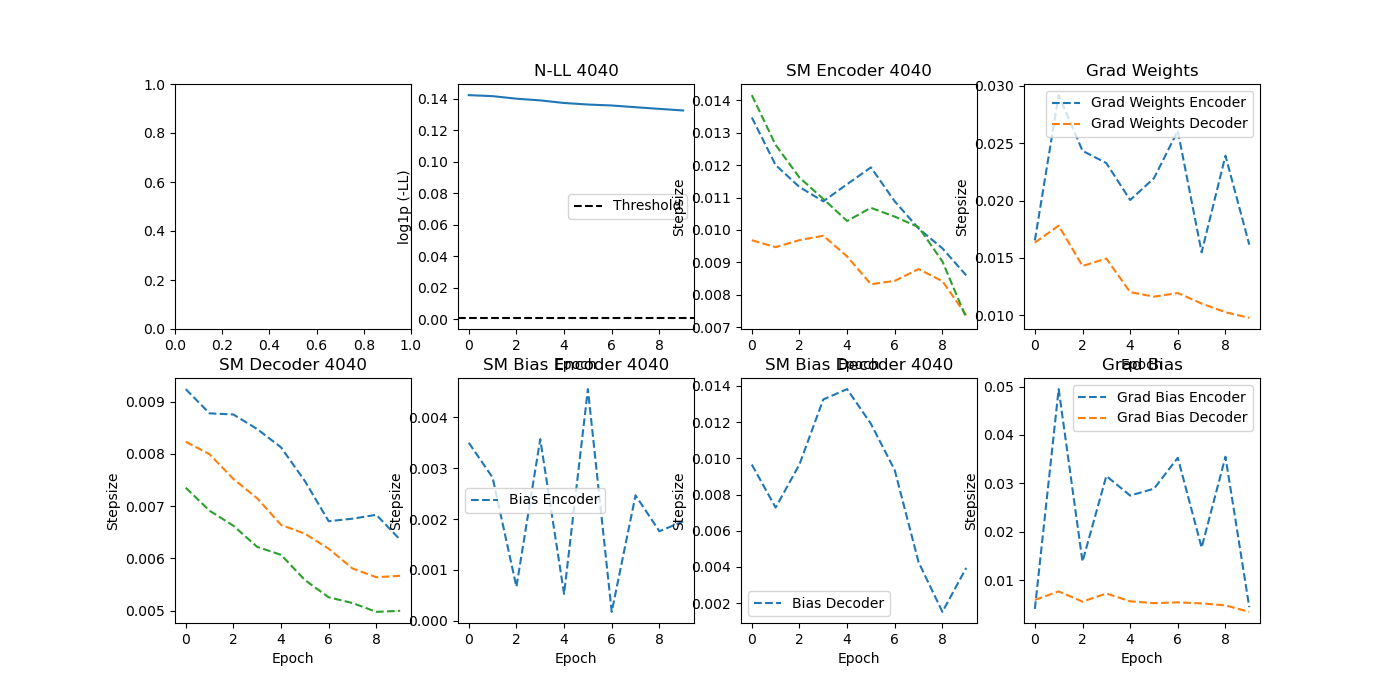 1.0
0.8
0.6
0.4
0.2
0.0
0.0 0.2 0.4 0.6 0.8 1.0
N-LL 4040
log1p (-LL)
0.14
0.12
0.10
0.08
0.06
0.04
0.02
0.00
Threshold
0 2 4 6 8
Epoch
SM Encoder 4040
Stepsize
0.014
0.013
0.012
0.011
0.010
0.009
0.008
0.007
0 2 4 6 8
Epoch
Grad Weights
Stepsize
0.030
0.025
0.020
0.015
0.010
Grad Weights Encoder
Grad Weights Decoder
0 2 4 6 8
Epoch
SM Decoder 4040
Stepsize
0.009
0.008
0.007
0.006
0.005
0 2 4 6 8
Epoch
SM Bias Encoder 4040
Stepsize
0.004
0.003
0.002
0.001
0.000
Bias Encoder
0 2 4 6 8
Epoch
SM Bias Decoder 4040
Stepsize
0.014
0.012
0.010
0.008
0.006
0.004
0.002
Bias Decoder
0 2 4 6 8
Epoch
Grad Bias
Stepsize
0.05
0.04
0.03
0.02
0.01
Grad Bias Encoder
Grad Bias Decoder
0 2 4 6 8
Epoch